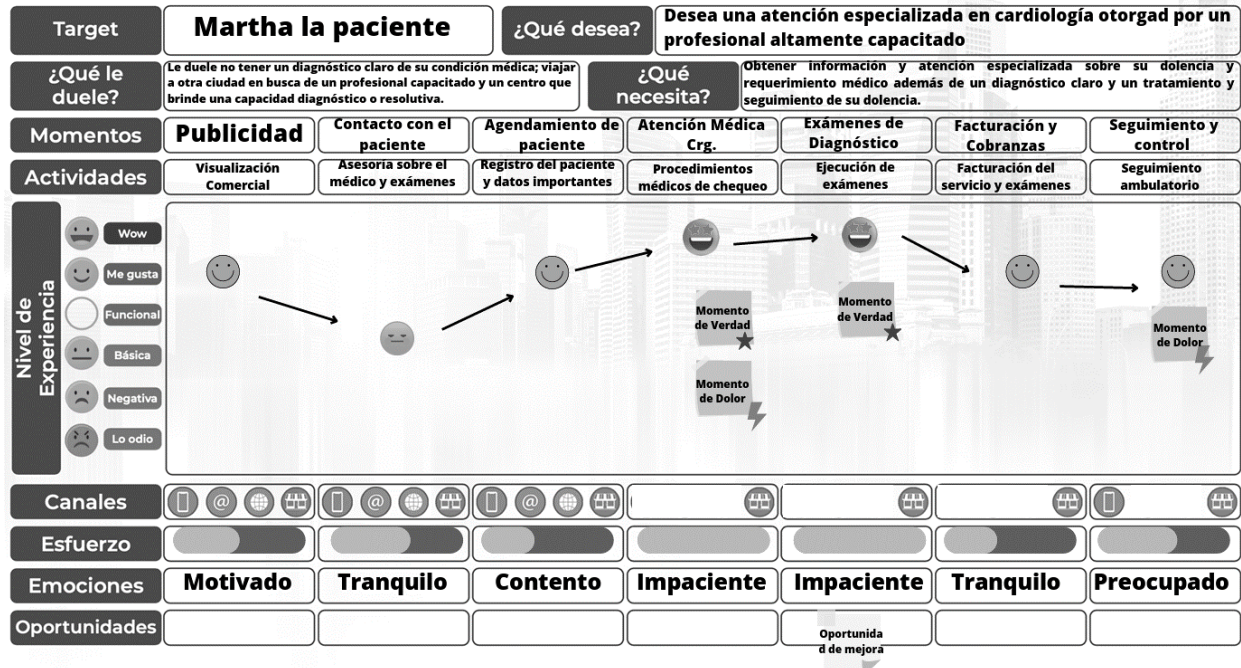 Target
Martha la paciente
¿Qué desea?
Desea una atención especializada en cardiología otorgad por un
profesional altamente capacitado
¿Qué le
duele?
Le duele no tener un diagnóstico claro de su condición médica; viajar
a otra ciudad en busca de un profesional capacitado y un centro que
brinde una capacidad diagnóstico o resolutiva.
¿Qué
necesita?
Obtener información y atención especializada sobre su dolencia y
requerimiento médico además de un diagnóstico claro y un tratamiento y
seguimiento de su dolencia.
Momentos
Publicidad
Contacto con el
paciente
Agendamiento de
paciente
Atención Médica
Crg.
Exámenes de
Diagnóstico
Facturación y
Cobranzas
Seguimiento y
control
Actividades
Visualización
Comercial
Asesoría sobre el
médico y exámenes
Registro del paciente
y datos importantes
Procedimientos
médicos de chequeo
Ejecución de
exámenes
Facturación del
servicio y exámenes
Seguimiento
ambulatorio
Nivel de
Experiencia
Wow
Me gusta
Funcional
Básica
Negativa
Lo odio
Momento
de Verdad
Momento
de Dolor
Momento
de Verdad
Momento
de Dolor
Canales
Esfuerzo
Emociones
Motivado
Tranquilo
Contento
Impaciente
Impaciente
Tranquilo
Preocupado
Oportunidades
Oportunida
d de mejora